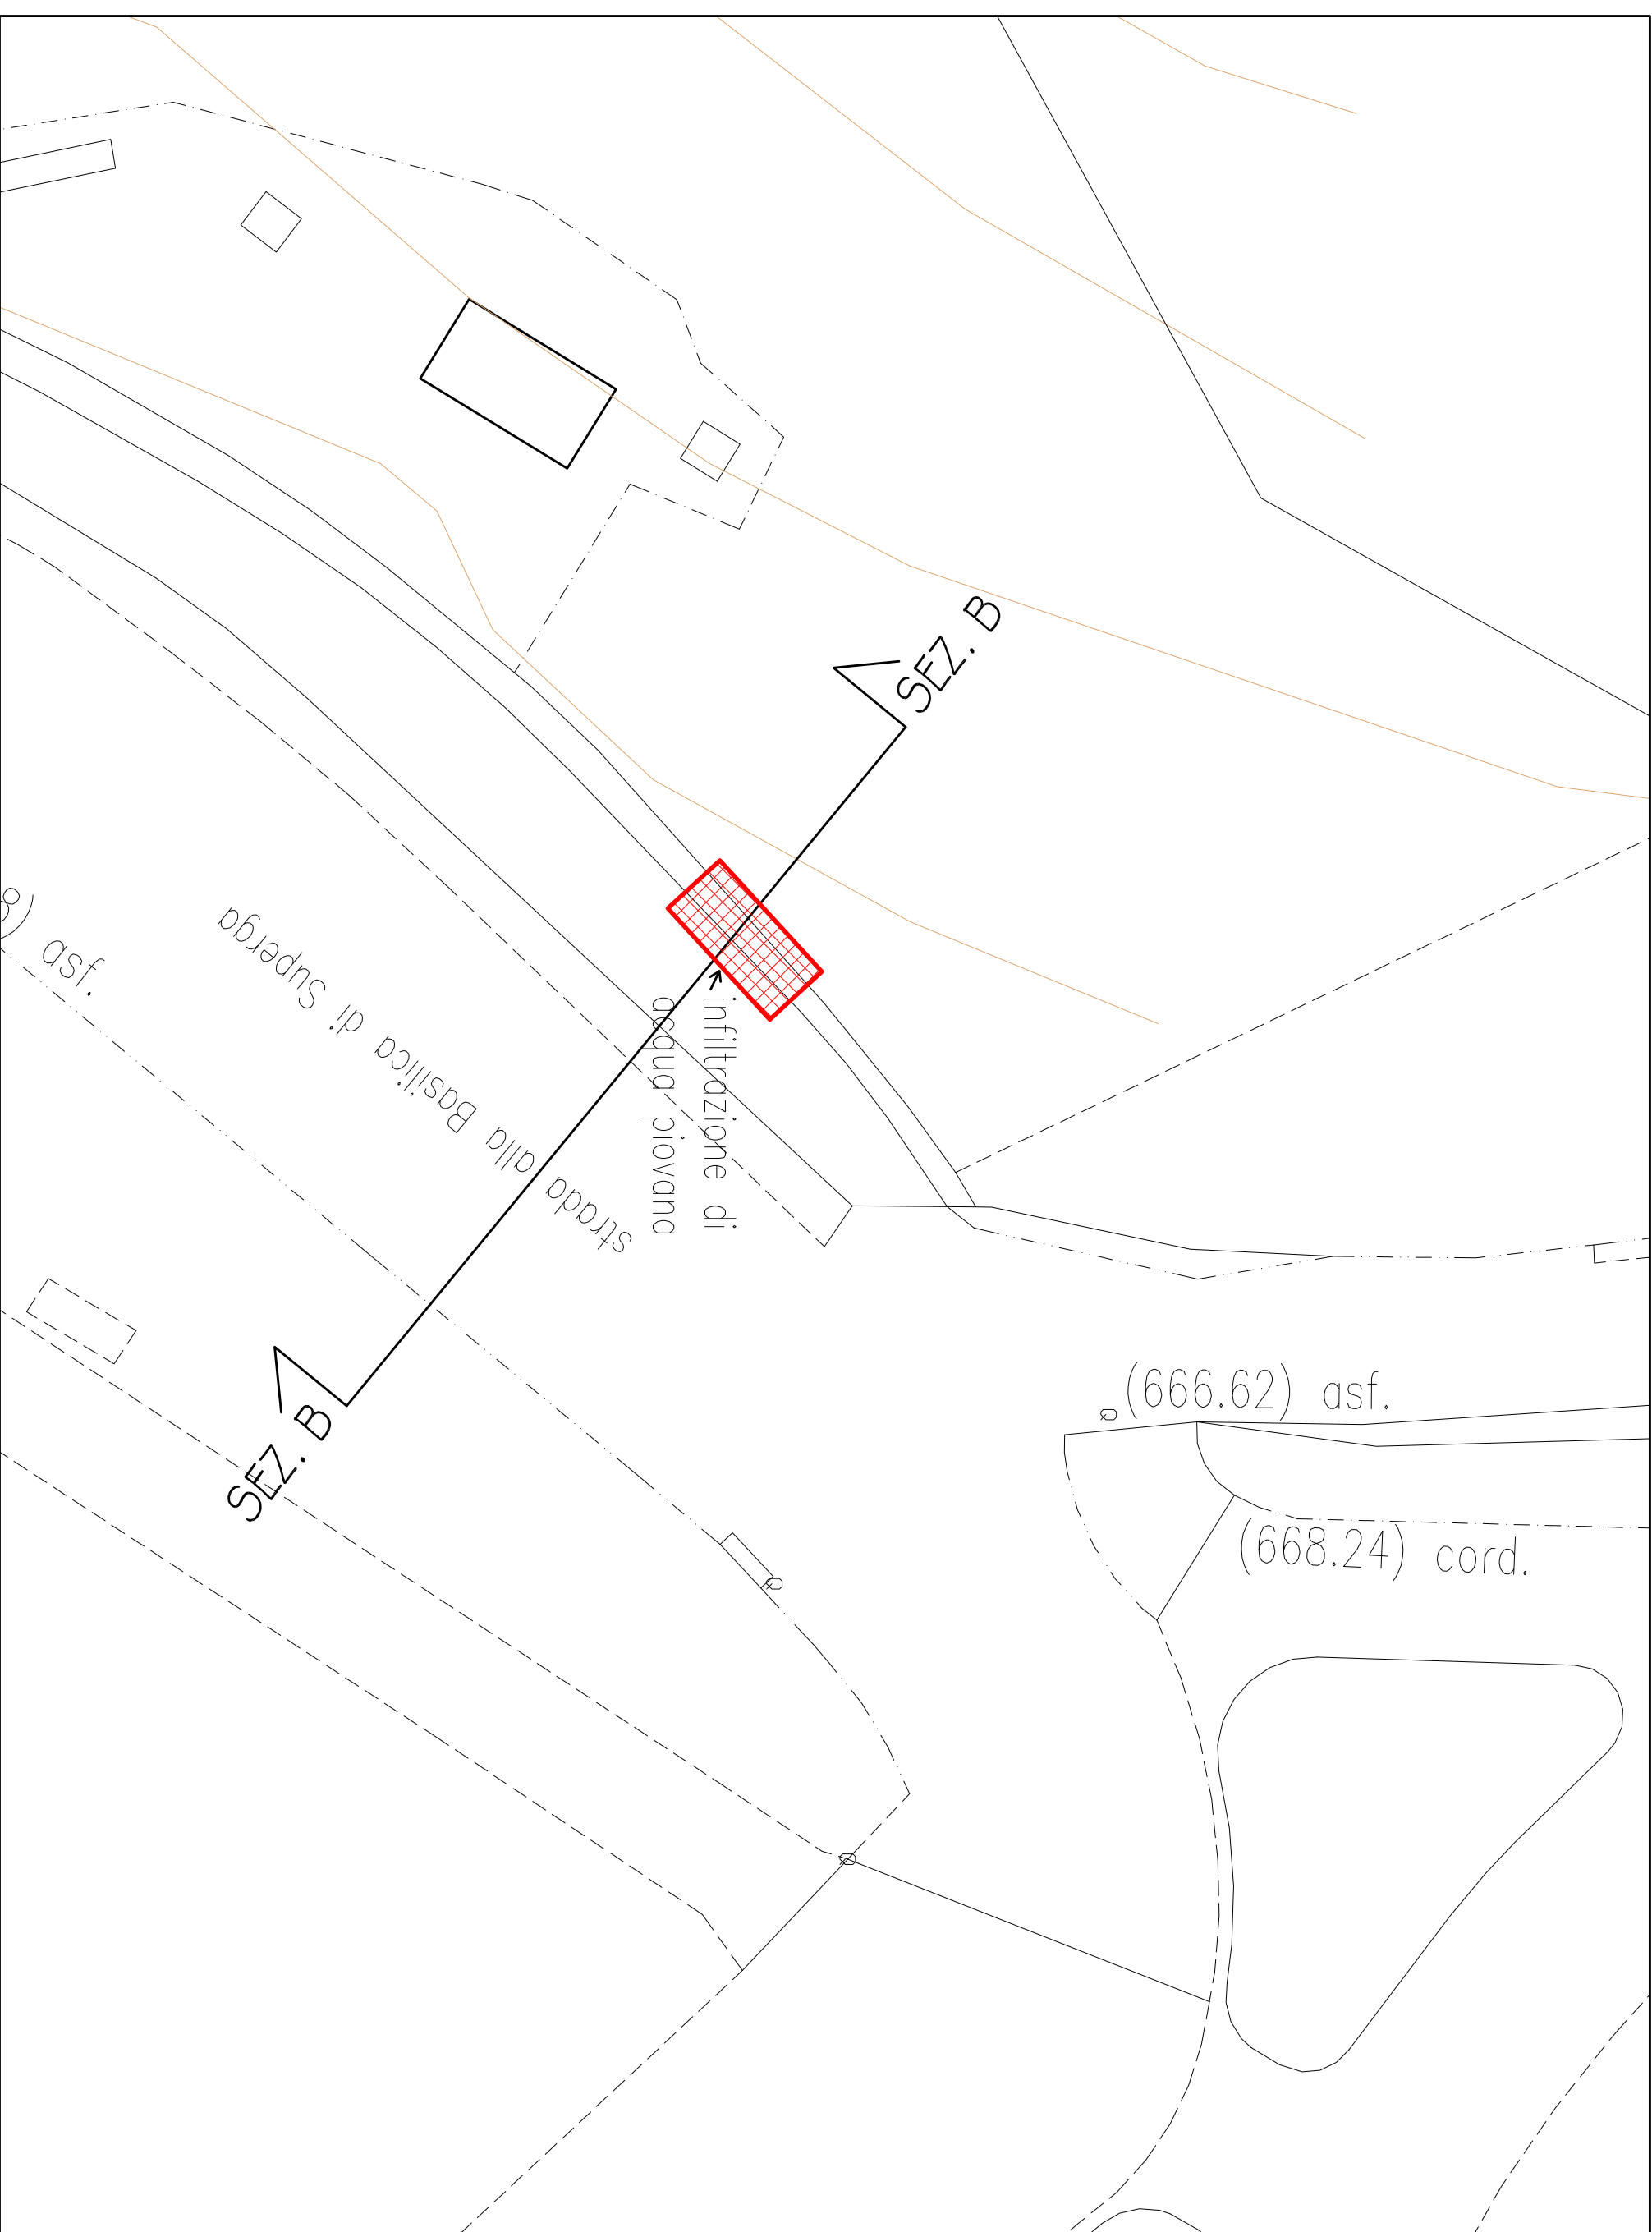 SEZ. B
infiltrazione di
acqua piovana
strada alla Basilica di Superga
asf.
(666.62) asf.
SEZ. B
(668.24) cord.